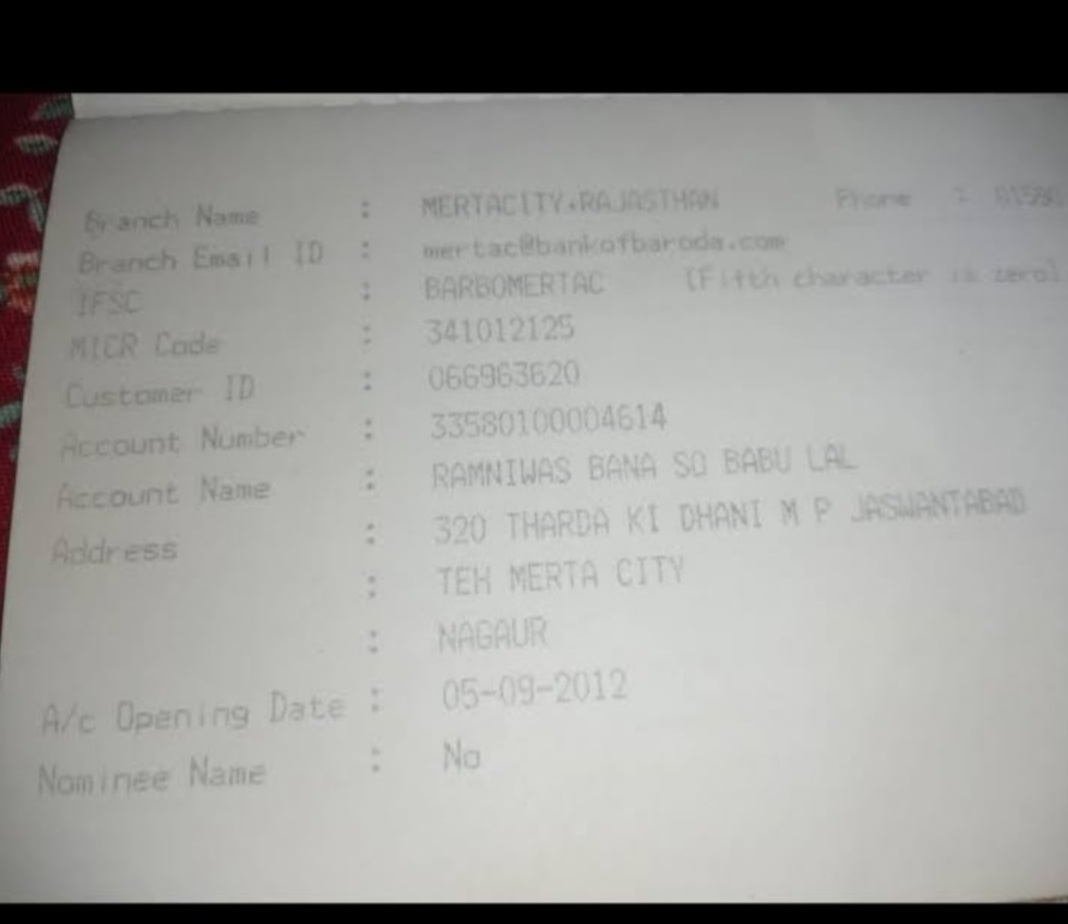 Branch Name : MERTACITY,RAJASTHAN Phone :
Branch Email ID : mertac@bankofbaroda.com
IFSC : BARB0MERTAC (Fifth character is zero)
MICR Code : 341012125
Customer ID : 066963620
Account Number : 33580100004614
Account Name : RAMNIWAS BANA SO BABU LAL
Address : 320 THARDA KI DHANI M P JASWANTABAD
: TEH MERTA CITY
: NAGAUR
A/c Opening Date : 05-09-2012
Nominee Name : No